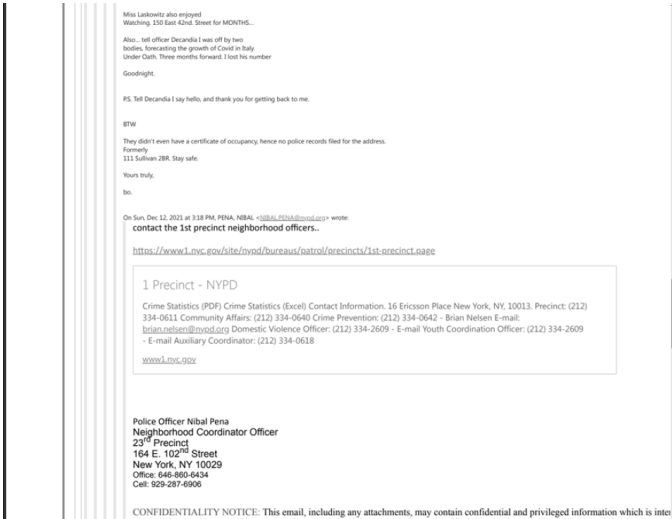 Miss Laskowitz also enjoyed
Watching. 150 East 42nd. Street for MONTHS...
Also... tell officer Decandia I was off by two
bodies, forecasting the growth of Covid in Italy.
Under Oath. Three months forward. I lost his number
Goodnight.
P.S. Tell Decandia I say hello, and thank you for getting back to me.
BTW
They didn't even have a certificate of occupancy, hence no police records filed for the address.
Formerly
111 Sullivan 2BR. Stay safe.
Yours truly,
bo.
On Sun, Dec 12, 2021 at 3:18 PM, PENA, NIBAL <NIBAL.PENA@nypd.org> wrote:
contact the 1st precinct neighborhood officers..
https://www1.nyc.gov/site/nypd/bureaus/patrol/precincts/1st-precinct.page
1 Precinct - NYPD
Crime Statistics (PDF) Crime Statistics (Excel) Contact Information. 16 Ericsson Place New York, NY, 10013. Precinct: (212)
334-0611 Community Affairs: (212) 334-0640 Crime Prevention: (212) 334-0642 - Brian Nelsen E-mail:
brian.nelsen@nypd.org Domestic Violence Officer: (212) 334-2609 - E-mail Youth Coordination Officer: (212) 334-2609
- E-mail Auxiliary Coordinator: (212) 334-0618
www1.nyc.gov
Police Officer Nibal Pena
Neighborhood Coordinator Officer
23rd Precinct
164 E. 102nd Street
New York, NY 10029
Office: 646-860-6434
Cell: 929-287-6906
CONFIDENTIALITY NOTICE: This email, including any attachments, may contain confidential and privileged information which is inte